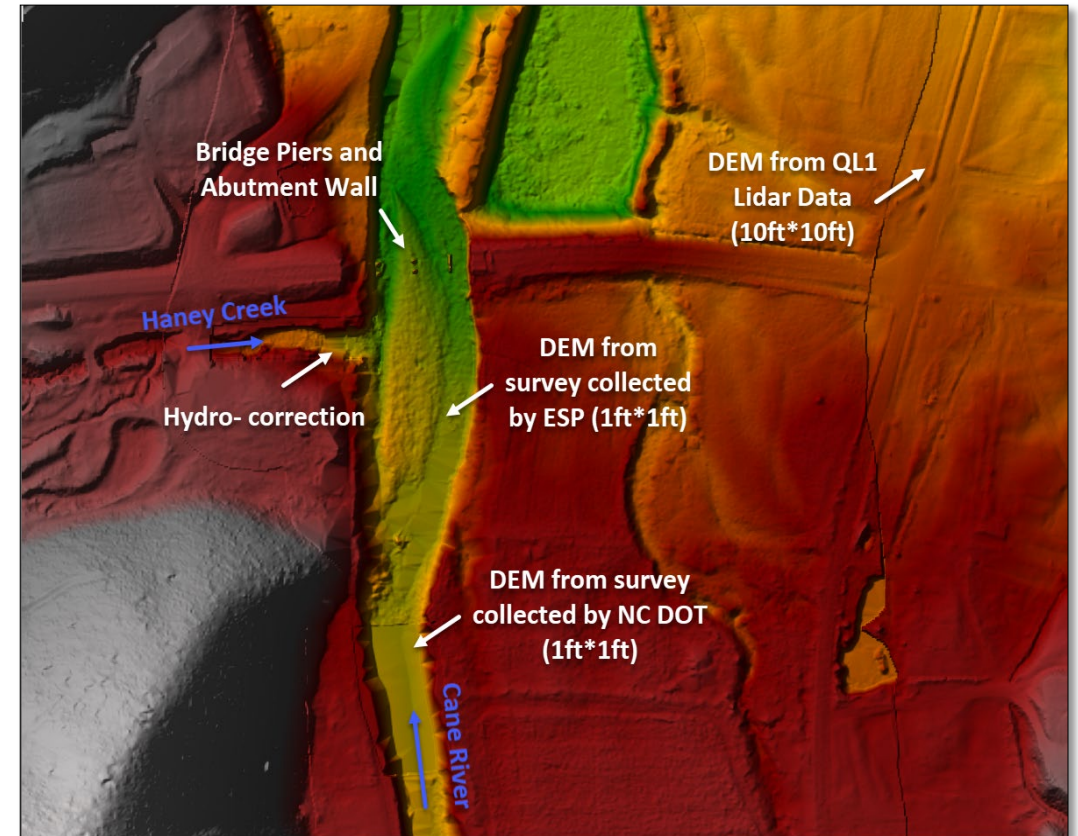 Bridge Piers and
Abutment Wall
DEM from QL1
Lidar Data
(10ft*10ft)
Haney Creek
Hydro- correction
DEM from
survey collected
by ESP (1ft*1ft)
DEM from survey
collected by NC DOT
(1ft*1ft)
Cane River